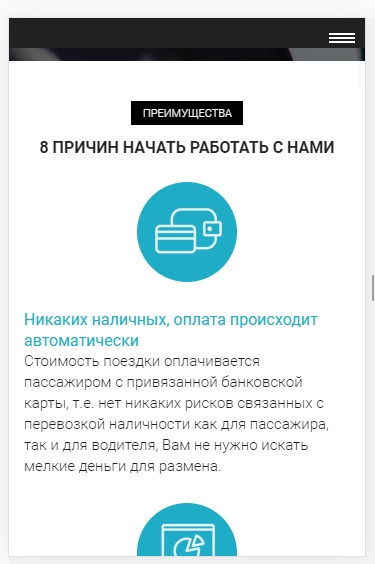 ПРЕИМУЩЕСТВА
8 ПРИЧИН НАЧАТЬ РАБОТАТЬ С НАМИ
Никаких наличных, оплата происходит
автоматически
Стоимость поездки оплачивается
пассажиром с привязанной банковской
карты, т.е. нет никаких рисков связанных с
перевозкой наличности как для пассажира,
так и для водителя, Вам не нужно искать
мелкие деньги для размена.